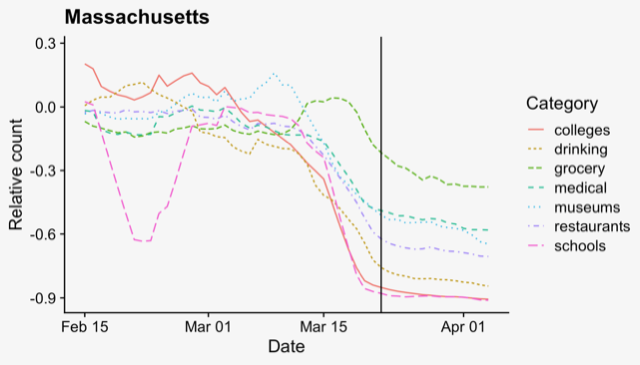 Massachusetts
0.3
0.0
-0.3
-0.6
-0.9
Relative count
Feb 15
Mar 01
Mar 15
Apr 01
Date
Category
colleges
drinking
grocery
medical
museums
restaurants
schools